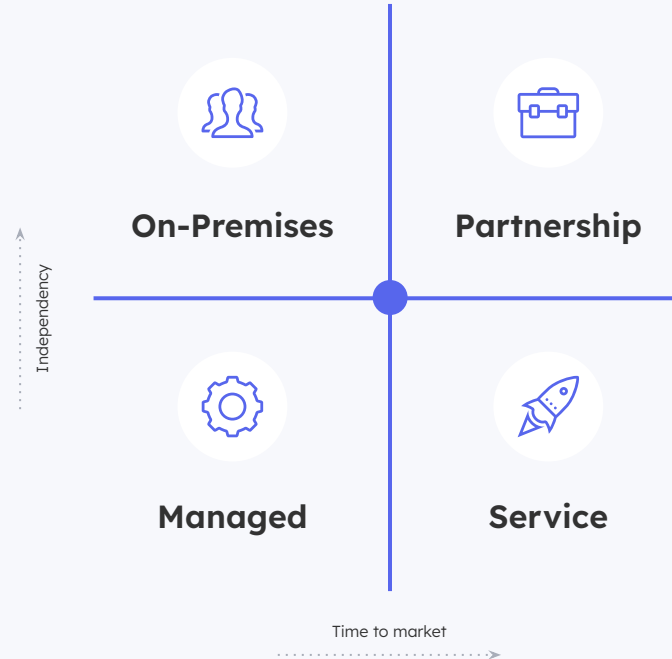 On-Premises
Partnership
Independency
Managed
Service
Time to market